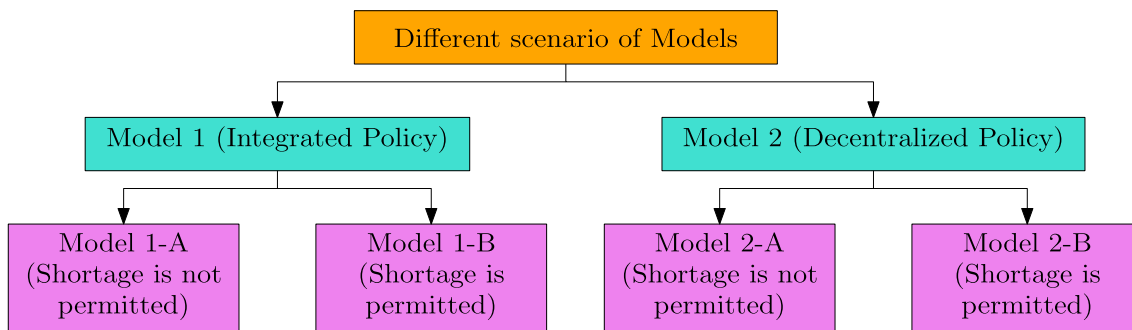 Different scenario of Models
Model 1 (Integrated Policy)
Model 2 (Decentralized Policy)
Model 1-A
(Shortage is not
permitted)
Model 1-B
(Shortage is
permitted)
Model 2-A
(Shortage is not
permitted)
Model 2-B
(Shortage is
permitted)